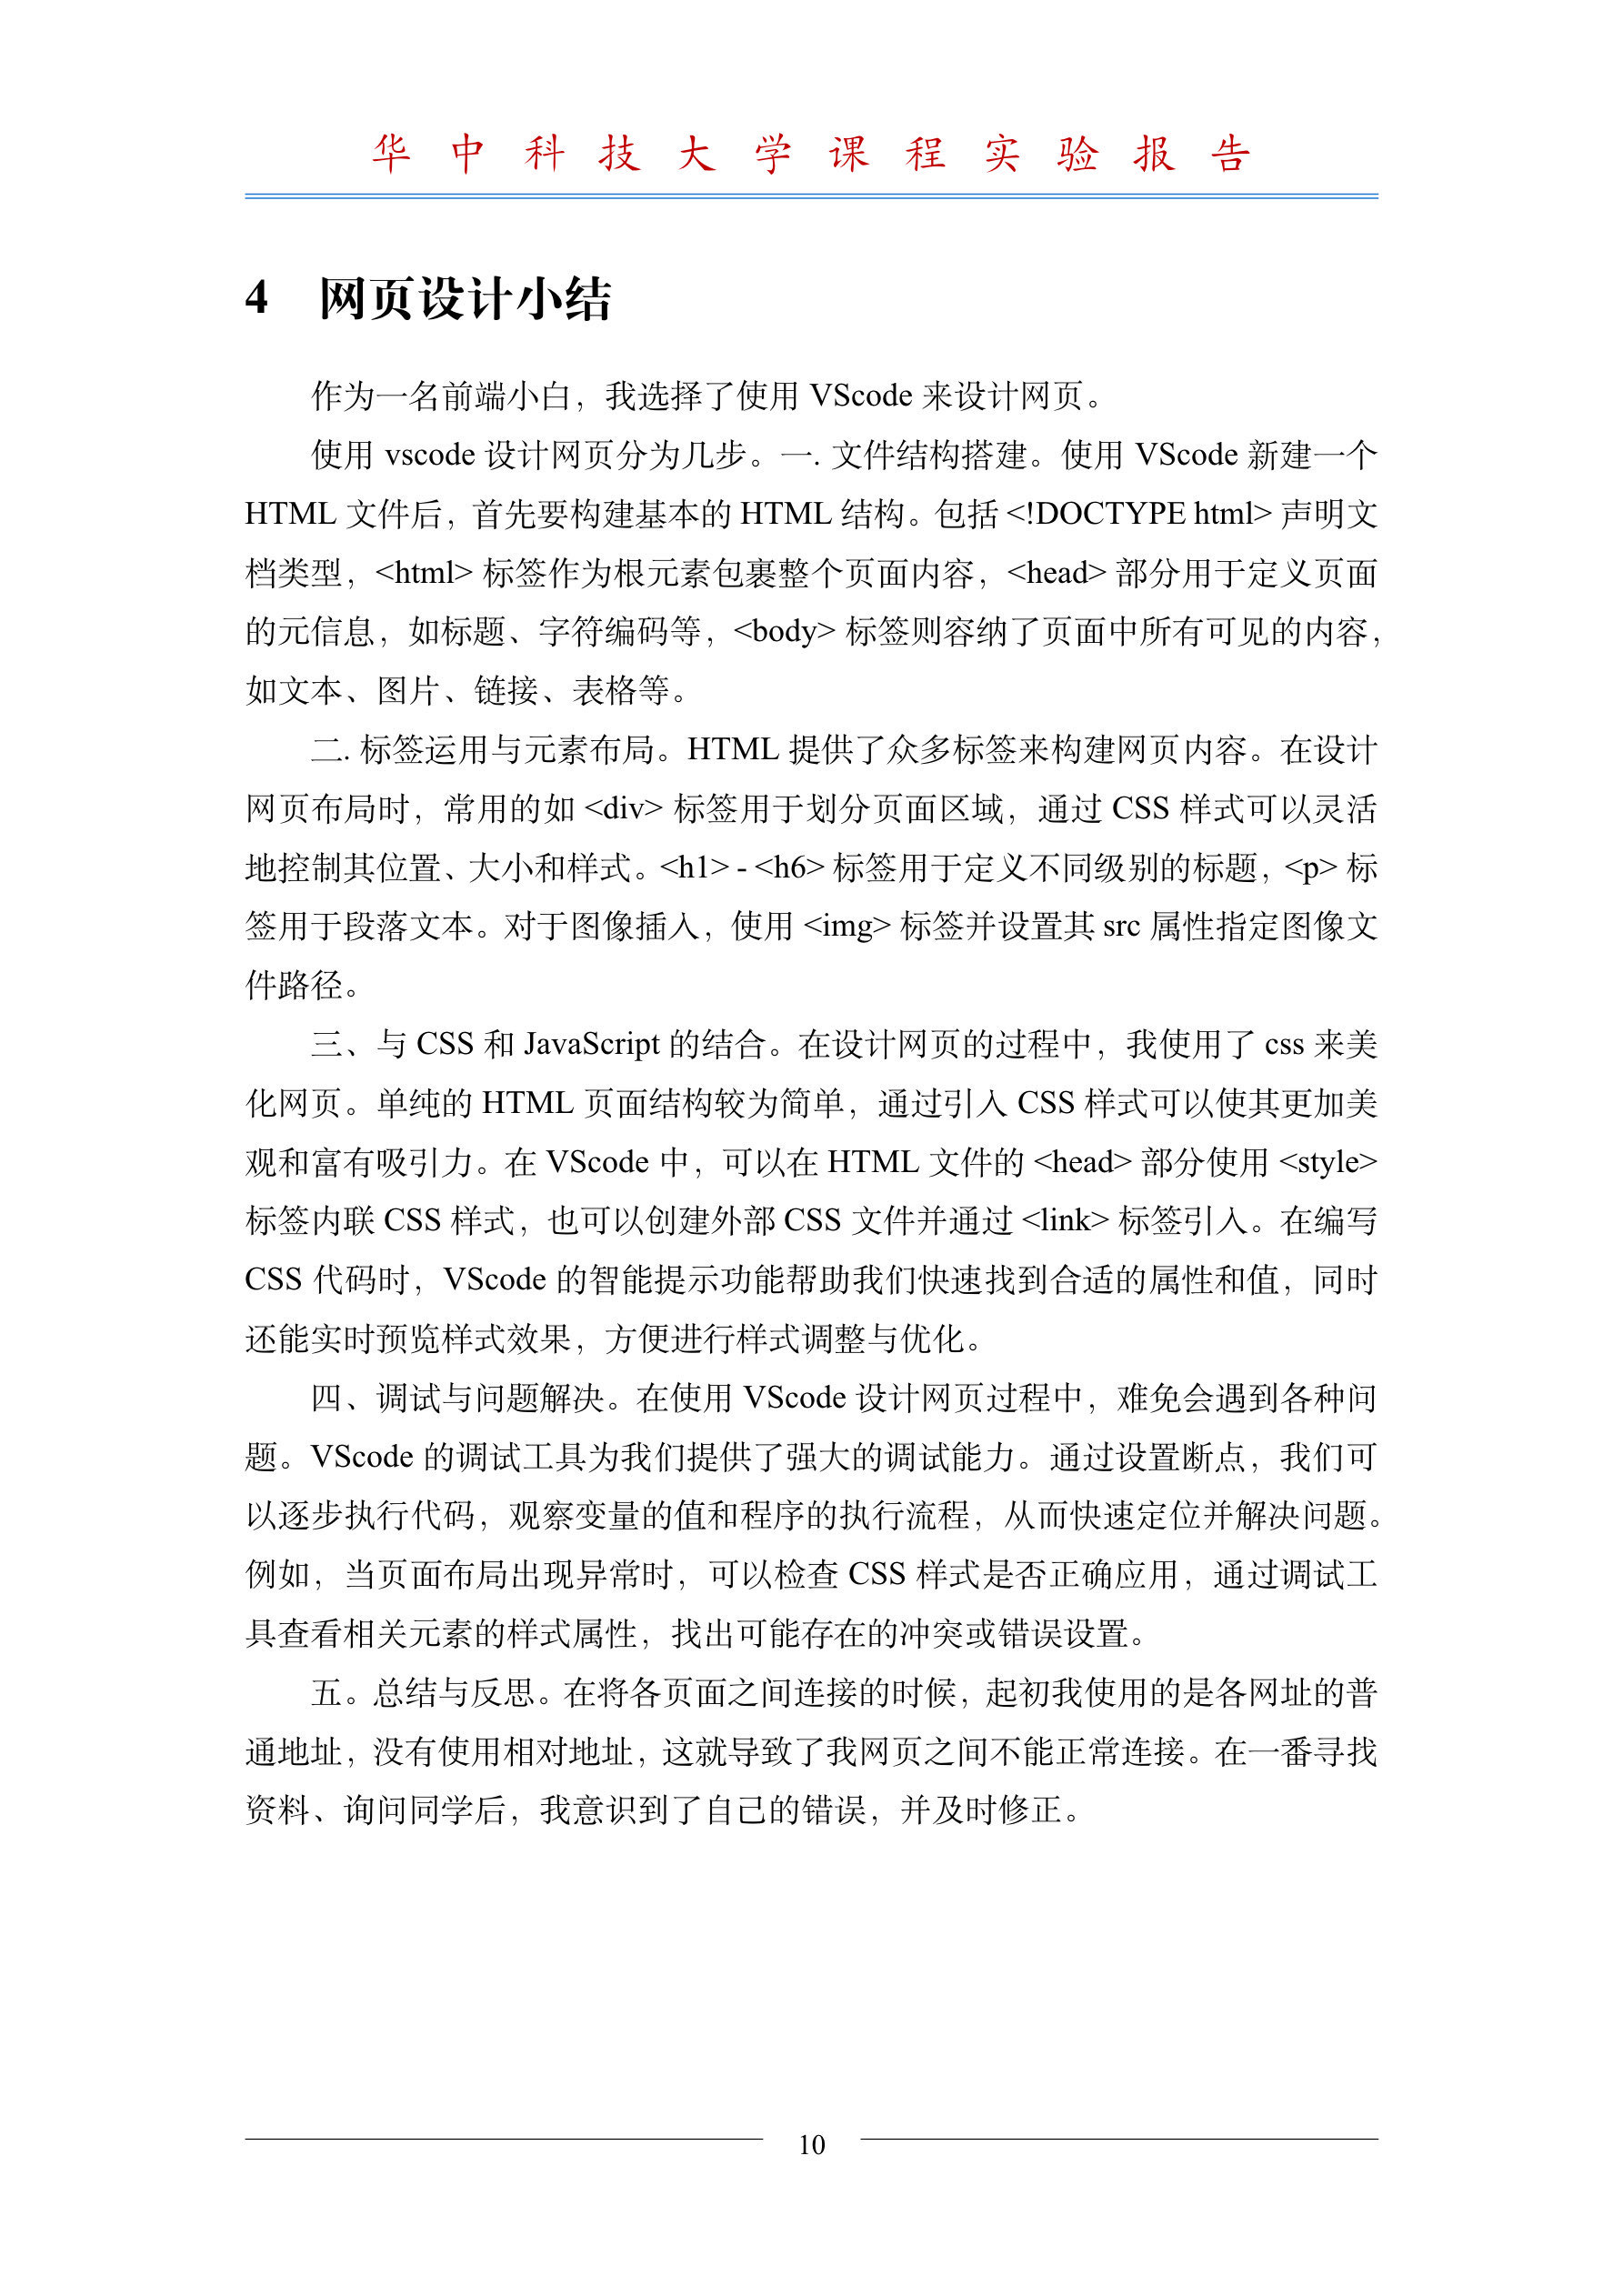 华中科技大学课程实验报告
4 网页设计小结
作为一名前端小白，我选择了使用 VScode 来设计网页。
使用 vscode 设计网页分为几步。一. 文件结构搭建。使用 VScode 新建一个
HTML 文件后，首先要构建基本的 HTML 结构。包括 <!DOCTYPE html> 声明文
档类型，<html> 标签作为根元素包裹整个页面内容，<head> 部分用于定义页面
的元信息，如标题、字符编码等，<body> 标签则容纳了页面中所有可见的内容，
如文本、图片、链接、表格等。
二. 标签运用与元素布局。HTML 提供了众多标签来构建网页内容。在设计
网页布局时，常用的如 <div> 标签用于划分页面区域，通过 CSS 样式可以灵活
地控制其位置、大小和样式。<h1> - <h6> 标签用于定义不同级别的标题，<p> 标
签用于段落文本。对于图像插入，使用 <img> 标签并设置其 src 属性指定图像文
件路径。
三、与 CSS 和 JavaScript 的结合。在设计网页的过程中，我使用了 css 来美
化网页。单纯的 HTML 页面结构较为简单，通过引入 CSS 样式可以使其更加美
观和富有吸引力。在 VScode 中，可以在 HTML 文件的 <head> 部分使用 <style>
标签内联 CSS 样式，也可以创建外部 CSS 文件并通过 <link> 标签引入。在编写
CSS 代码时，VScode 的智能提示功能帮助我们快速找到合适的属性和值，同时
还能实时预览样式效果，方便进行样式调整与优化。
四、调试与问题解决。在使用 VScode 设计网页过程中，难免会遇到各种问
题。VScode 的调试工具为我们提供了强大的调试能力。通过设置断点，我们可
以逐步执行代码，观察变量的值和程序的执行流程，从而快速定位并解决问题。
例如，当页面布局出现异常时，可以检查 CSS 样式是否正确应用，通过调试工
具查看相关元素的样式属性，找出可能存在的冲突或错误设置。
五。总结与反思。在将各页面之间连接的时候，起初我使用的是各网址的普
通地址，没有使用相对地址，这就导致了我网页之间不能正常连接。在一番寻找
资料、询问同学后，我意识到了自己的错误，并及时修正。
10